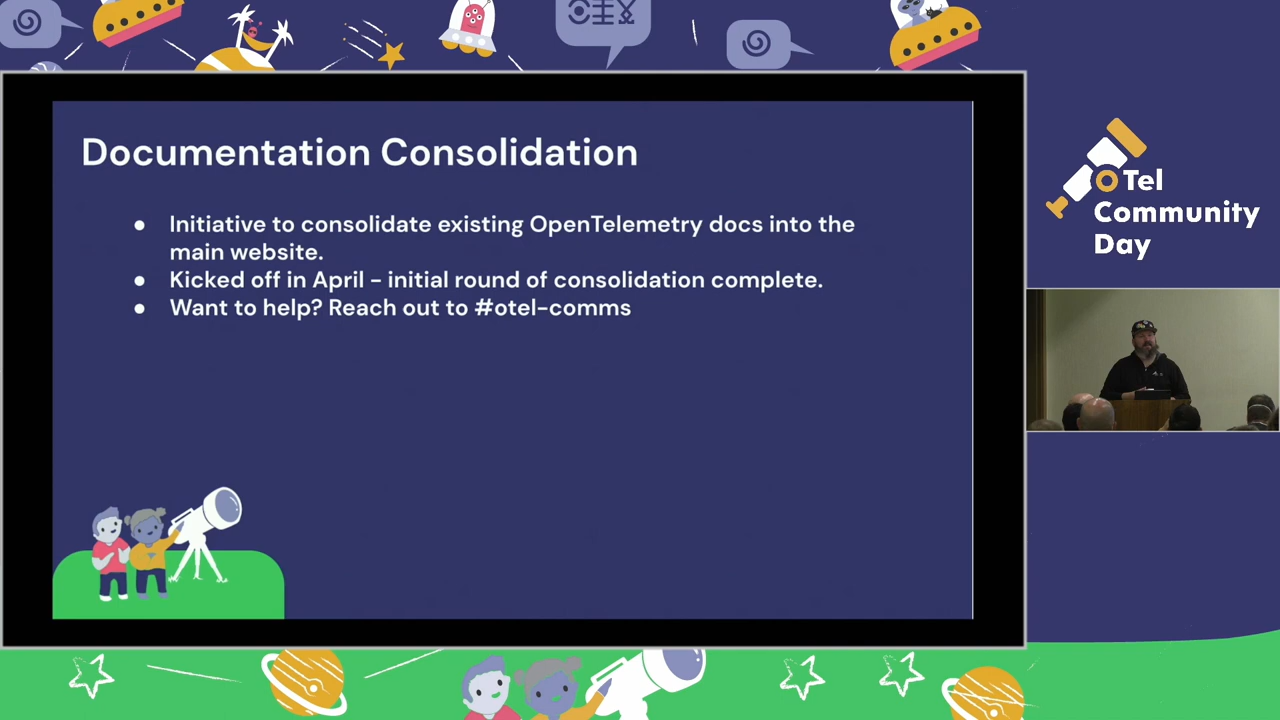 Documentation Consolidation
● Initiative to consolidate existing OpenTelemetry docs into the
main website.
● Kicked off in April – initial round of consolidation complete.
● Want to help? Reach out to #otel-comms
OTel
Community
Day